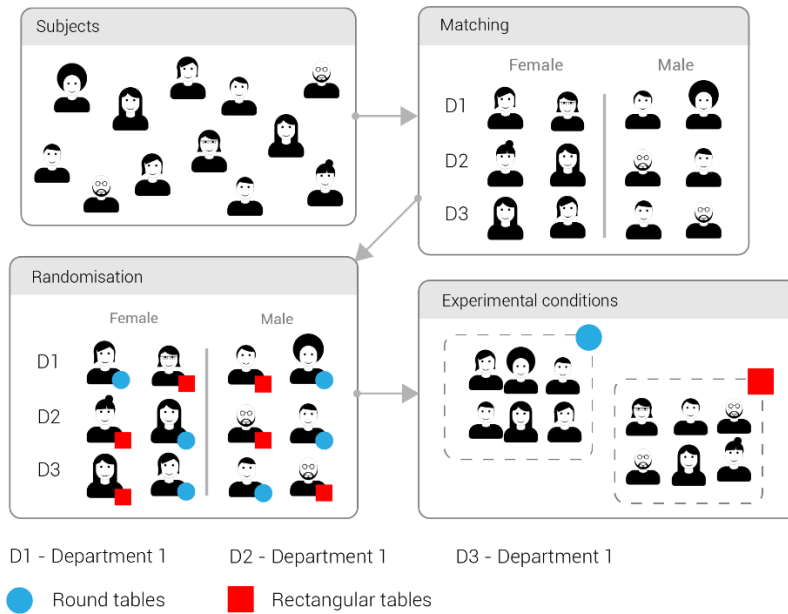 Subjects
Matching
Female Male
D1
D2
D3
Randomisation
Female Male
D1
D2
D3
Experimental conditions
D1 - Department 1 D2 - Department 1 D3 - Department 1
Round tables Rectangular tables